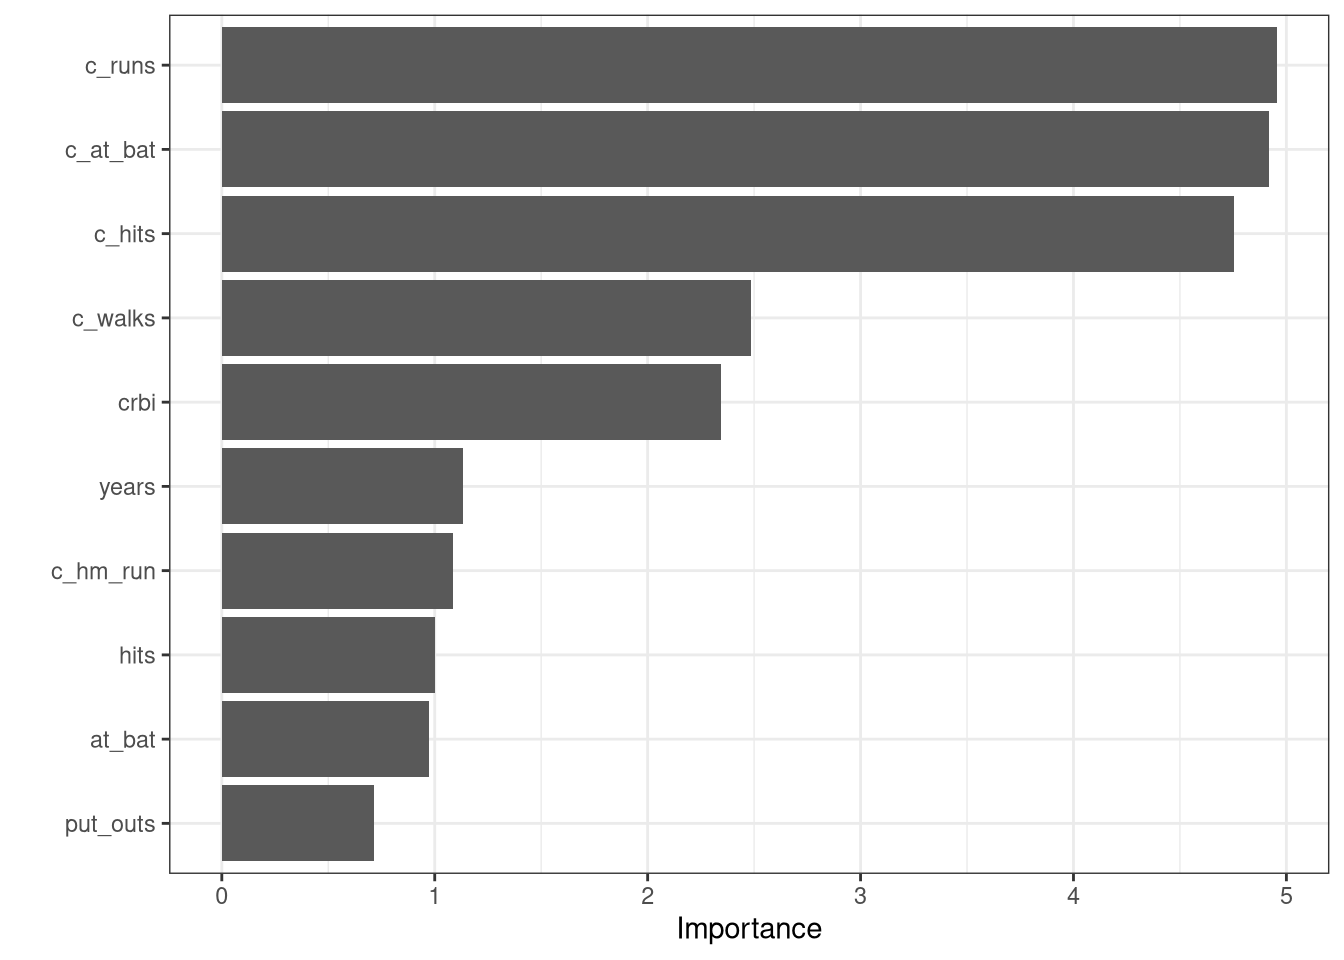 c_runs
c_at_bat
c_hits
c_walks
crbi
years
c_hm_run
hits
at_bat
put_outs
0 1 2 3 4 5
Importance